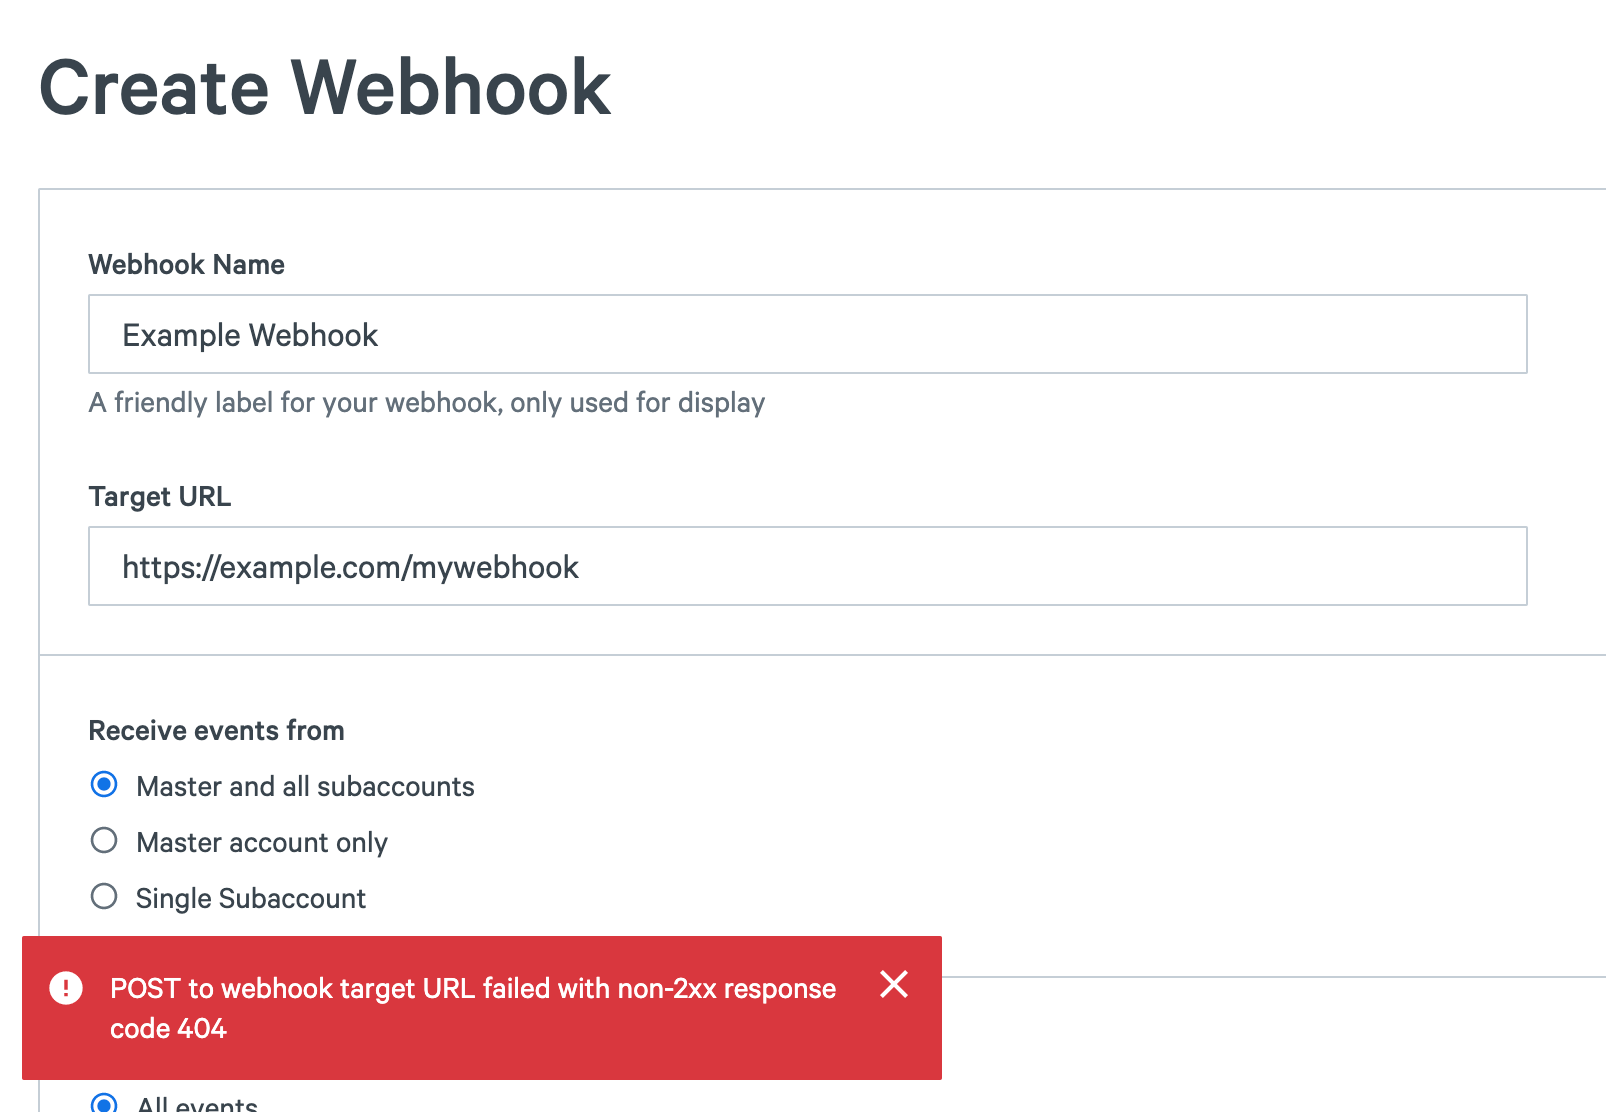 Create Webhook
Webhook Name
Example Webhook
A friendly label for your webhook, only used for display
Target URL
https://example.com/mywebhook
Receive events from
Master and all subaccounts
Master account only
Single Subaccount
POST to webhook target URL failed with non-2xx response
code 404
All events